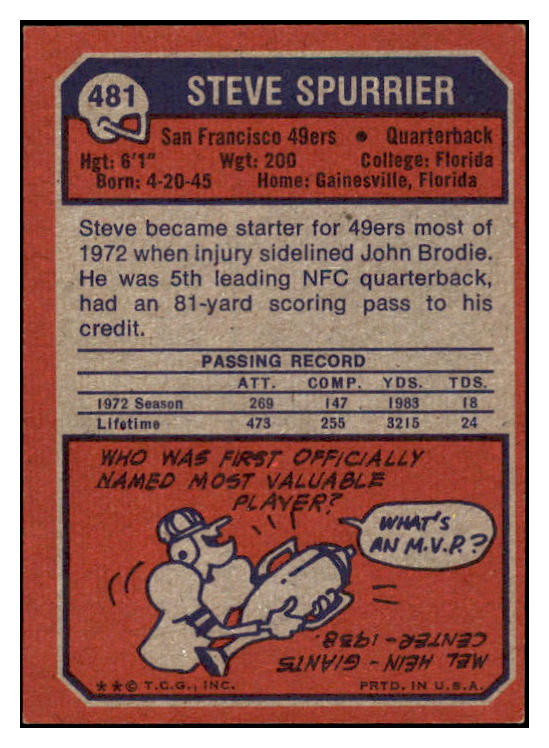 481
STEVE SPURRIER
San Francisco 49ers • Quarterback
Hgt: 6'1" Wgt: 200 College: Florida
Born: 4-20-45 Home: Gainesville, Florida
Steve became starter for 49ers most of
1972 when injury sidelined John Brodie.
He was 5th leading NFC quarterback,
had an 81-yard scoring pass to his
credit.
PASSING RECORD
ATT. COMP. YDS. TDS.
1972 Season 269 147 1983 18
Lifetime 473 255 3215 24
WHO WAS FIRST OFFICIALLY
NAMED MOST VALUABLE
PLAYER?
WHAT'S
AN M.V.P.?
MEL HEIN - GIANTS
CENTER - 1938.
**© T.C.G., INC. PRTD. IN U.S.A.